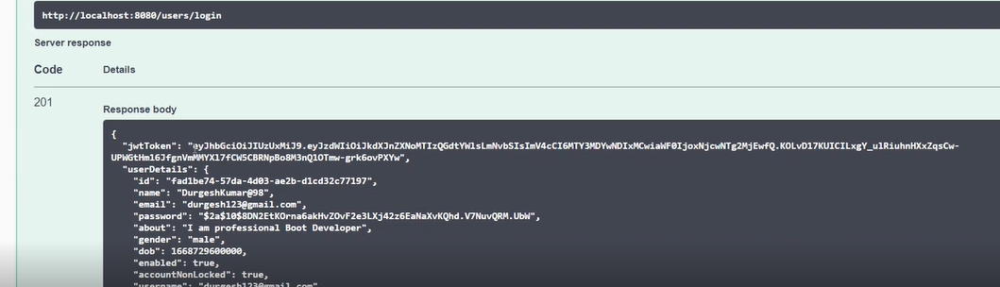 http://localhost:8080/users/login
Server response
Code Details
201
Response body
{
"jwtToken": "eyJhbGciOiJIUzUxMiJ9.eyJzdWIiOiJkdXJnZXNoMTIzQGdtYWlsLmNvbSIsImV4cCI6MTY3MDYwNDIxMCwiaWF0IjoxNjcwNTg2MjEwfQ.KOLvD17KUICILxgY_ulRiuhnHXxZqsCw-
UPWGtHm16JfgnVmMMYXl7fCW5CBRNpBo8M3nQlOTmw-grk6ovPXYw",
"userDetails": {
"id": "fad1be74-57da-4d03-ae2b-d1cd32c77197",
"name": "DurgeshKumar@98",
"email": "durgesh123@gmail.com",
"password": "$2a$10$8DN2EtKOrna6akHvZOvF2e3LXj42z6EaNaXvKQhd.V7NuvQRM.UbW",
"about": "I am professional Boot Developer",
"gender": "male",
"dob": 1668729600000,
"enabled": true,
"accountNonLocked": true,
"username": "durgesh123@gmail.com"